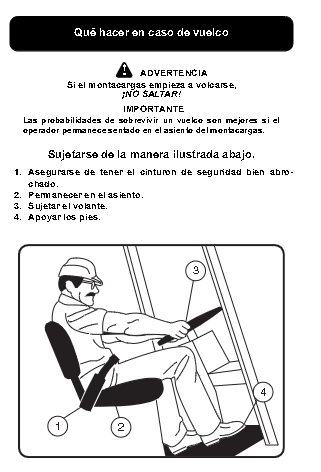 Qué hacer en caso de vuelco
ADVERTENCIA
Si el montacargas empieza a volcarse,
¡NO SALTAR!
IMPORTANTE
Las probabilidades de sobrevivir un vuelco son mejores si el
operador permanece sentado en el asiento del montacargas.
Sujetarse de la manera ilustrada abajo.
1. Asegurarse de tener el cinturon de seguridad bien abro-
chado.
2. Permanecer en el asiento.
3. Sujetar el volante.
4. Apoyar los pies.
3
4
1
2